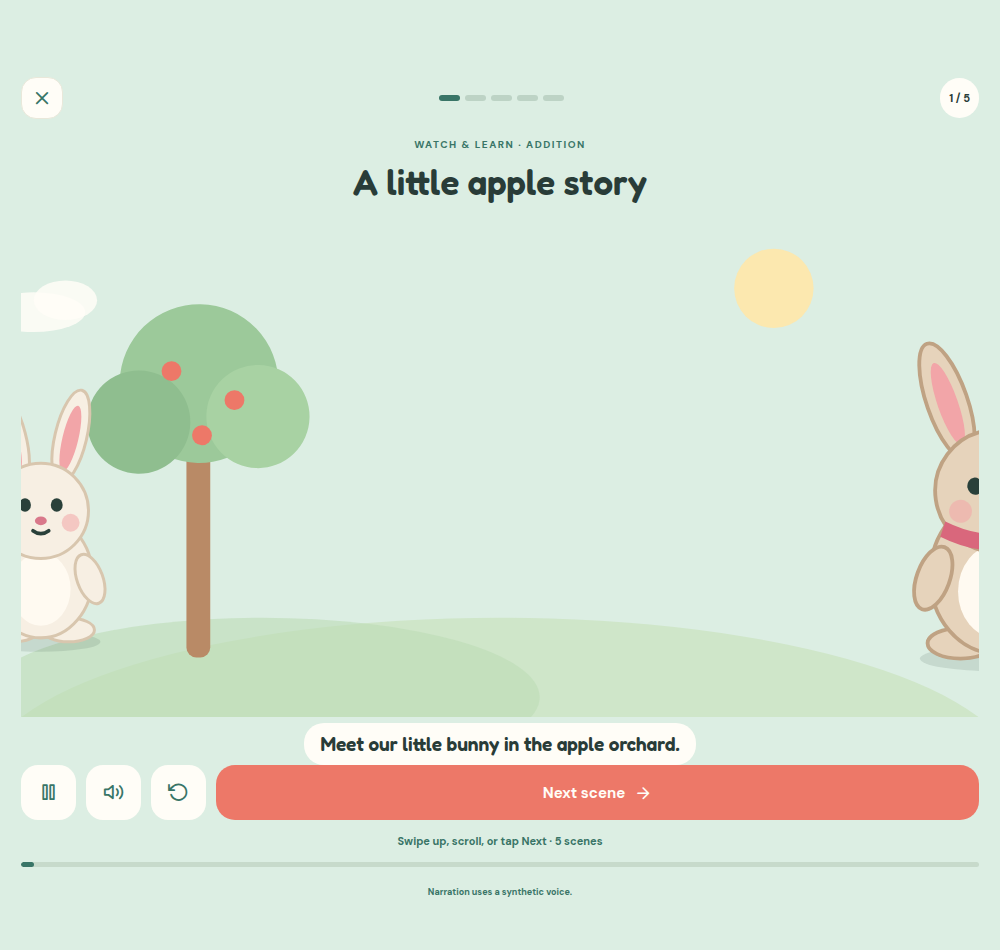 1 / 5
WATCH & LEARN · ADDITION
A little apple story
Meet our little bunny in the apple orchard.
Next scene →
Swipe up, scroll, or tap Next · 5 scenes
Narration uses a synthetic voice.